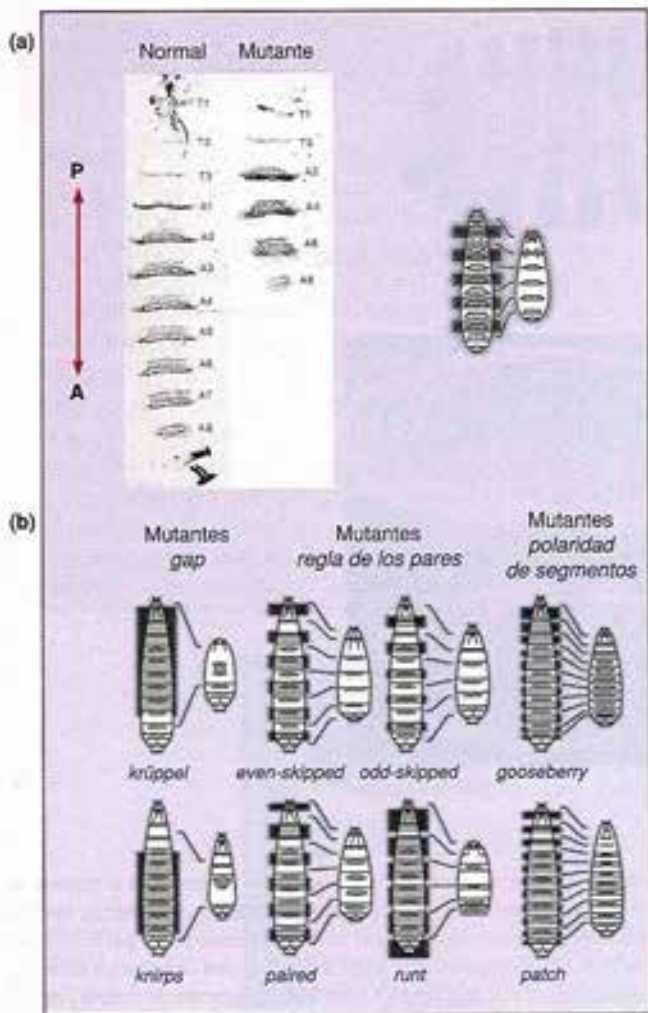 (a)
Normal Mutante
T1 T1
T2 T2
P
T3 A2
A1 A4
A2 A6
A3 A8
A4
A5
A6
A
A7
A8
(b)
Mutantes
gap
Mutantes
regla de los pares
Mutantes
polaridad
de segmentos
krüppel even-skipped odd-skipped gooseberry
knirps paired runt patch